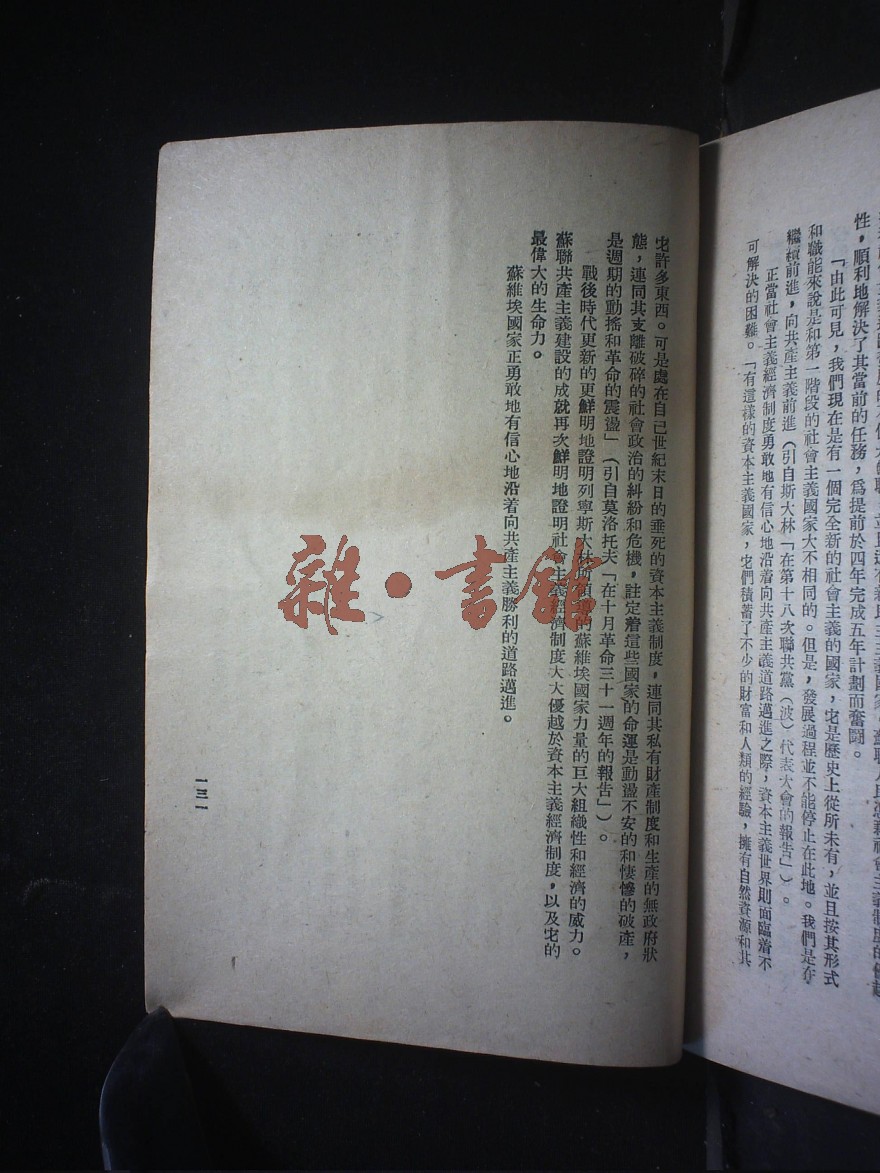 性，順利地解決了其當前的任務，爲提前於四年完成五年計劃而奮鬪。
「由此可見，我們現在是有一個完全新的社會主義的國家，它是歷史上從所未有，並且按其形式
和職能來說是和第一階段的社會主義國家大不相同的。但是，發展過程並不能停止在此地。我們是在
繼續前進，向共產主義前進（引自斯大林「在第十八次聯共黨（波）代表大會的報告」）。
正當社會主義經濟制度勇敢地有信心地沿着向共產主義道路邁進之際，資本主義世界則面臨着不
可解決的困難。「有這樣的資本主義國家，它們積蓄了不少的財富和人類的經驗，擁有自然資源和其
它許多東西。可是處在自己世紀末日的垂死的資本主義制度，連同其私有財產制度和生產的無政府狀
態，連同其支離破碎的社會政治的糾紛和危機，註定着這些國家的命運是動盪不安的和悽慘的破產，
是週期的動搖和革命的震盪」（引自莫洛托夫「在十月革命三十一週年的報告」）。
戰後時代更新的更鮮明地證明列寧斯大林所領導的蘇維埃國家力量的巨大組織性和經濟的威力。
蘇聯共產主義建設的成就再次鮮明地證明社會主義經濟制度大大優越於資本主義經濟制度，以及它的
最偉大的生命力。
蘇維埃國家正勇敢地有信心地沿着向共產主義勝利的道路邁進。
一三一
雜·書館